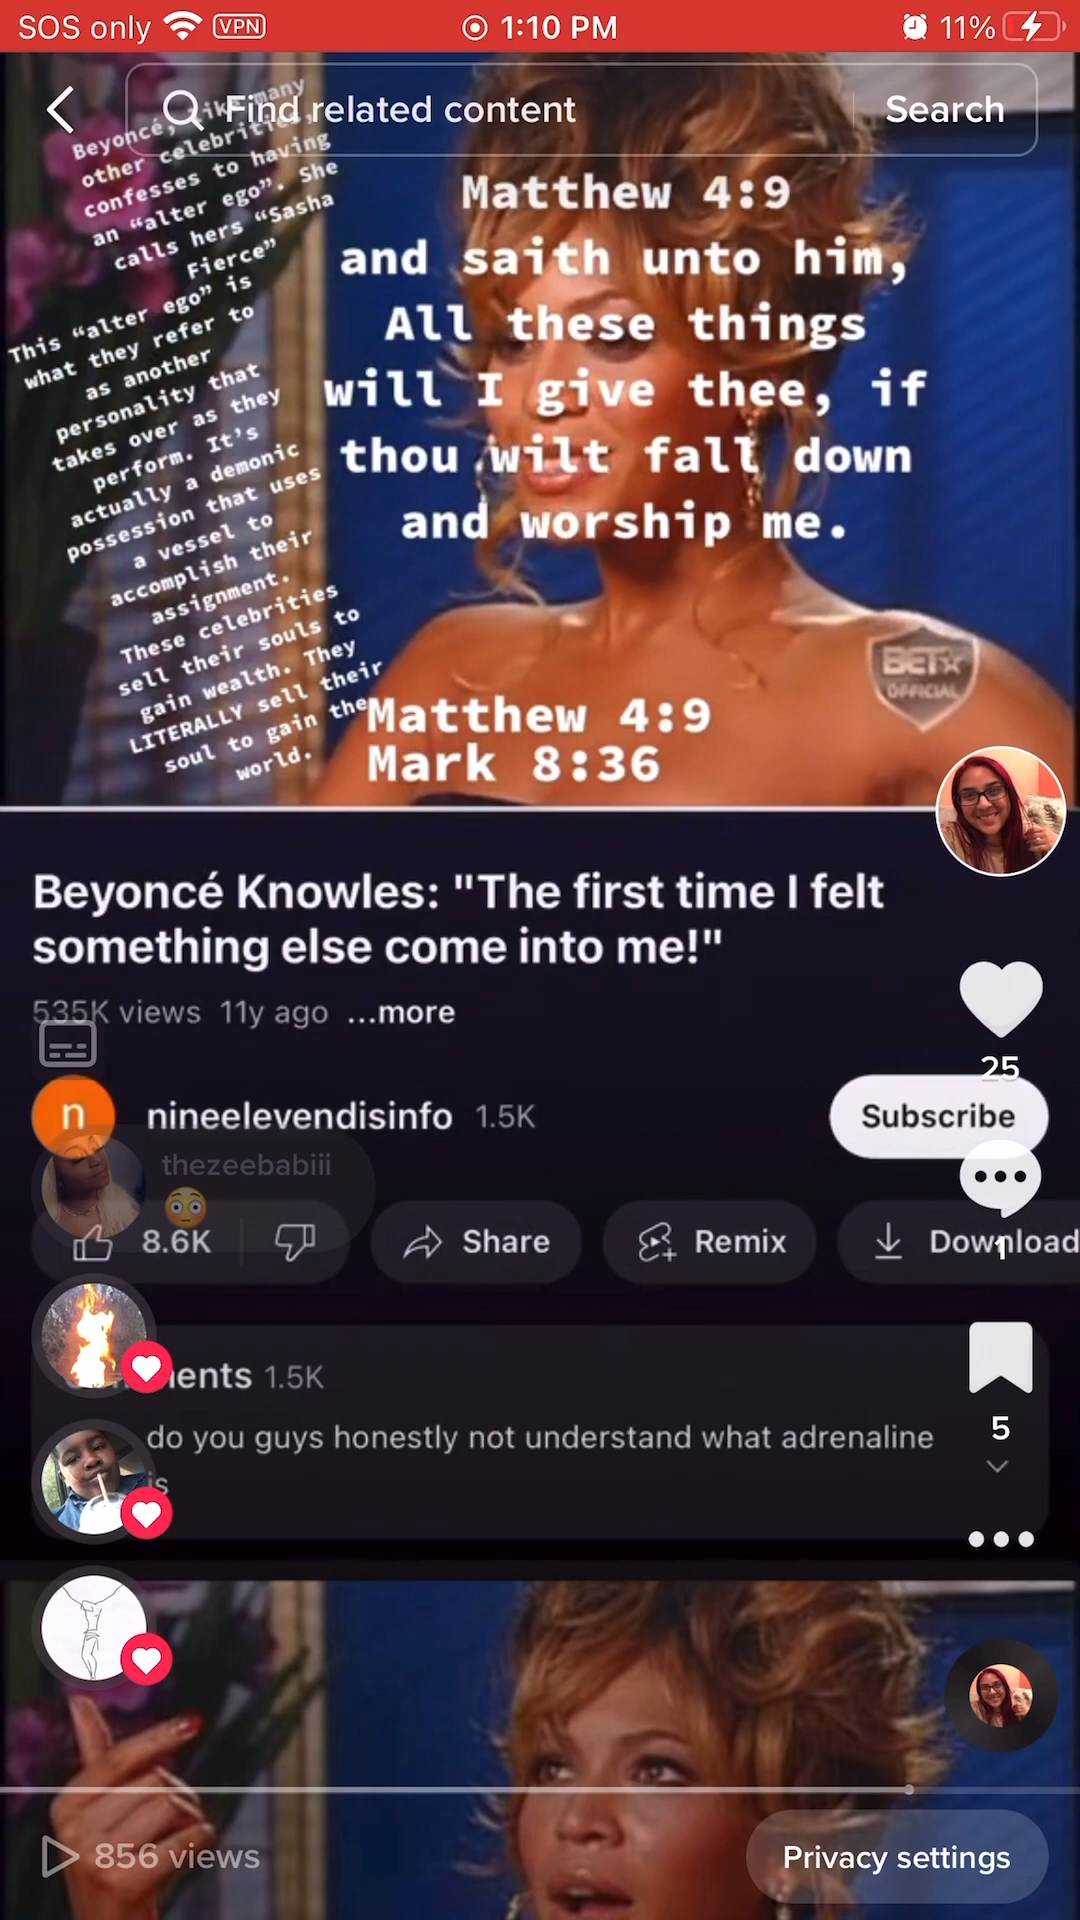 SOS only VPN 1:10 PM 11%
Find related content Search
Beyoncé, like many
other celebrities,
confesses to having
an “alter ego”. She
calls hers “Sasha
Fierce”
This “alter ego” is
what they refer to
as another
personality that
takes over as they
perform. It’s
actually a demonic
possession that uses
a vessel to
accomplish their
assignment.
These celebrities
sell their souls to
gain wealth. They
LITERALLY sell their
soul to gain the
world.
Matthew 4:9
and saith unto him,
All these things
will I give thee, if
thou wilt fall down
and worship me.
BET
OFFICIAL
Matthew 4:9
Mark 8:36
Beyoncé Knowles: "The first time I felt
something else come into me!"
535K views 11y ago ...more
25
n nineelevendisinfo 1.5K Subscribe
thezeebabiii
8.6K Share Remix Download
1
ents 1.5K
do you guys honestly not understand what adrenaline
is
5
856 views Privacy settings